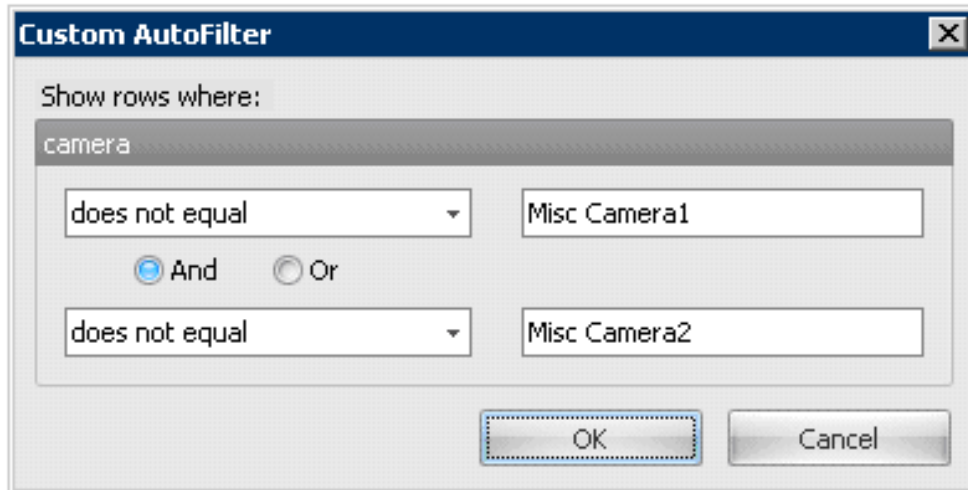 Custom AutoFilter
Show rows where:
camera
does not equal Misc Camera1
And Or
does not equal Misc Camera2
OK Cancel